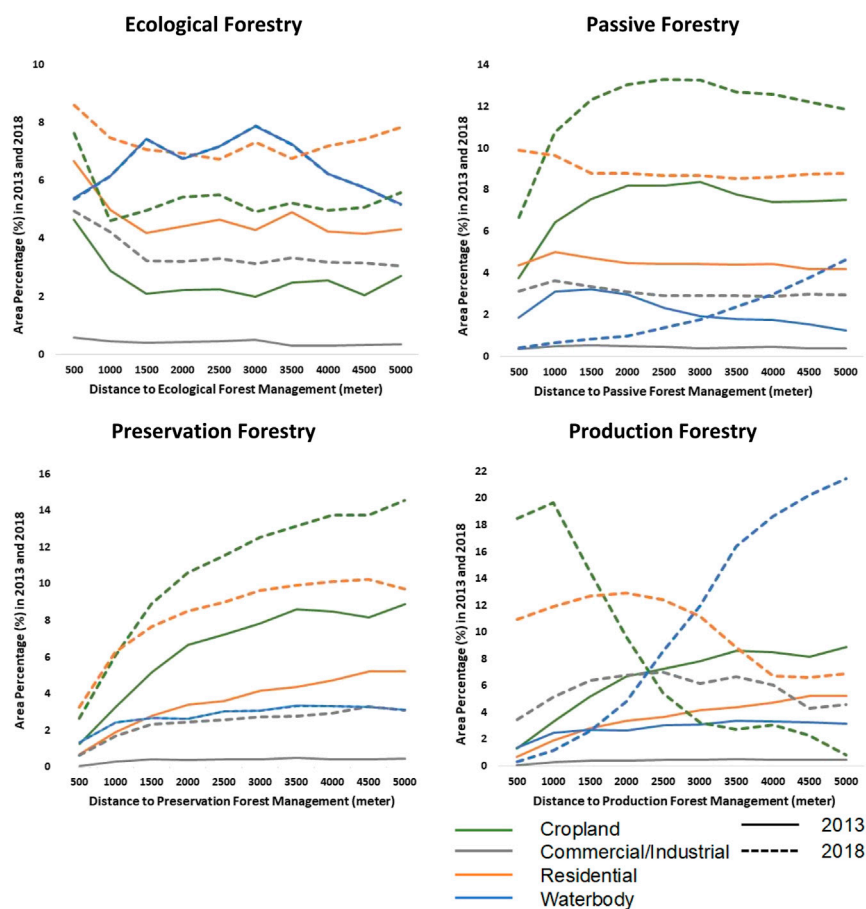 Ecological Forestry
Area Percentage (%) in 2013 and 2018
10
8
6
4
2
0
500 1000 1500 2000 2500 3000 3500 4000 4500 5000
Distance to Ecological Forest Management (meter)
Passive Forestry
Area Percentage (%) in 2013 and 2018
14
12
10
8
6
4
2
0
500 1000 1500 2000 2500 3000 3500 4000 4500 5000
Distance to Passive Forest Management (meter)
Preservation Forestry
Area Percentage (%) in 2013 and 2018
16
14
12
10
8
6
4
2
0
500 1000 1500 2000 2500 3000 3500 4000 4500 5000
Distance to Preservation Forest Management (meter)
Production Forestry
Area Percentage (%) in 2013 and 2018
22
20
18
16
14
12
10
8
6
4
2
0
500 1000 1500 2000 2500 3000 3500 4000 4500 5000
Distance to Production Forest Management (meter)
Cropland
Commercial/Industrial
Residential
Waterbody
2013
2018